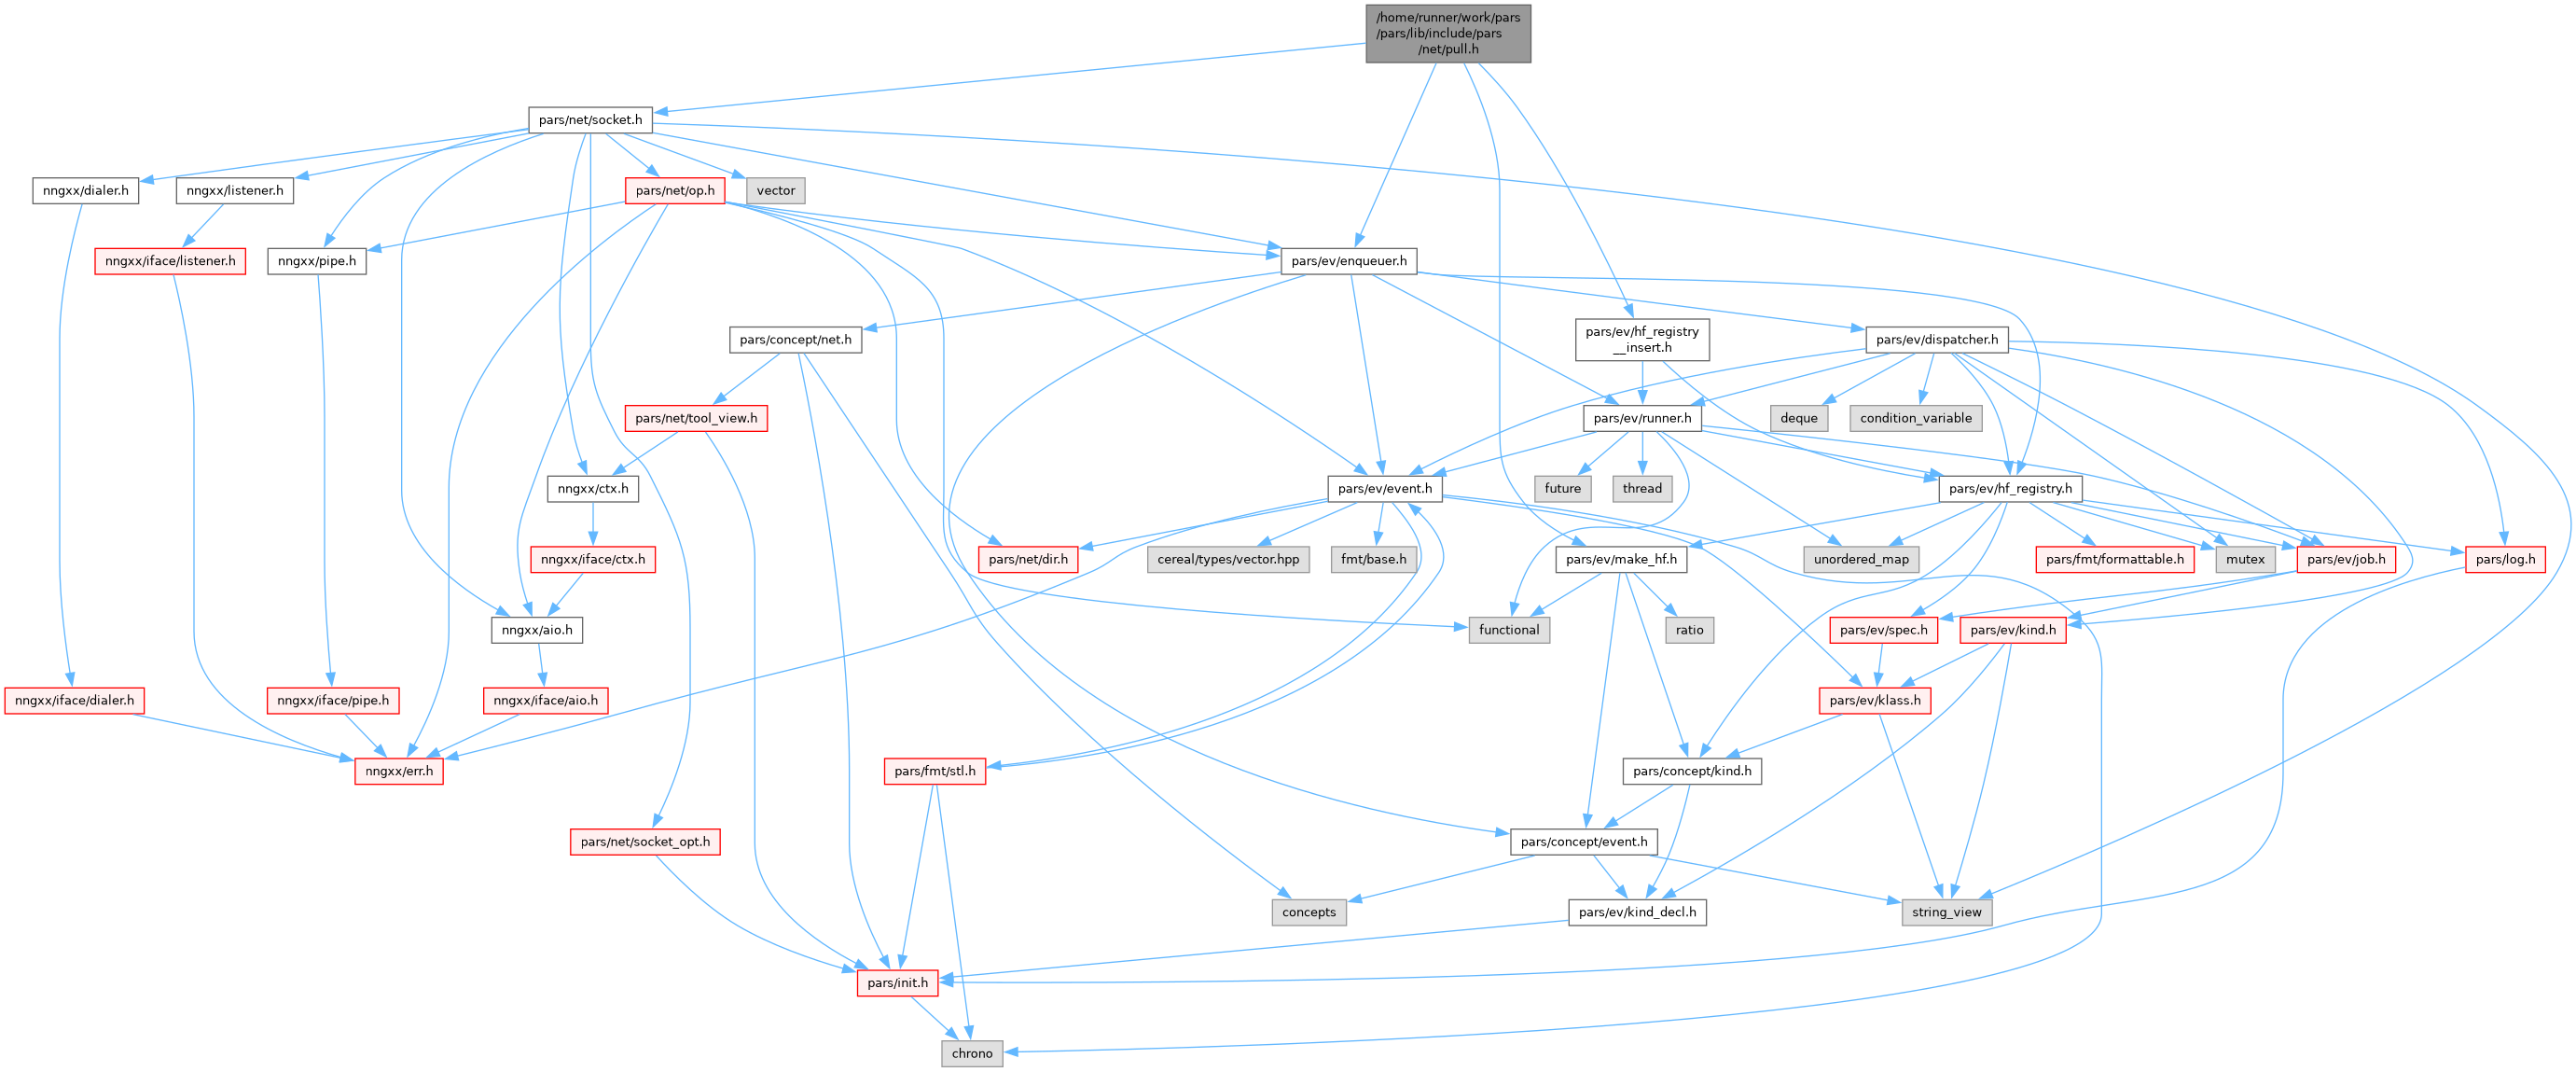 /home/runner/work/pars
/pars/lib/include/pars
/net/pull.h
pars/net/socket.h
nngxx/dialer.h
nngxx/listener.h
pars/net/op.h
vector
nngxx/iface/listener.h
nngxx/pipe.h
pars/ev/enqueuer.h
pars/concept/net.h
pars/ev/hf_registry
__insert.h
pars/ev/dispatcher.h
pars/net/tool_view.h
pars/ev/runner.h
deque
condition_variable
nngxx/ctx.h
pars/ev/event.h
future
thread
pars/ev/hf_registry.h
nngxx/iface/ctx.h
pars/net/dir.h
cereal/types/vector.hpp
fmt/base.h
pars/ev/make_hf.h
unordered_map
pars/fmt/formattable.h
mutex
pars/ev/job.h
pars/log.h
nngxx/aio.h
functional
ratio
pars/ev/spec.h
pars/ev/kind.h
nngxx/iface/dialer.h
nngxx/iface/pipe.h
nngxx/iface/aio.h
pars/ev/klass.h
nngxx/err.h
pars/fmt/stl.h
pars/concept/kind.h
pars/net/socket_opt.h
pars/concept/event.h
concepts
pars/ev/kind_decl.h
string_view
pars/init.h
chrono